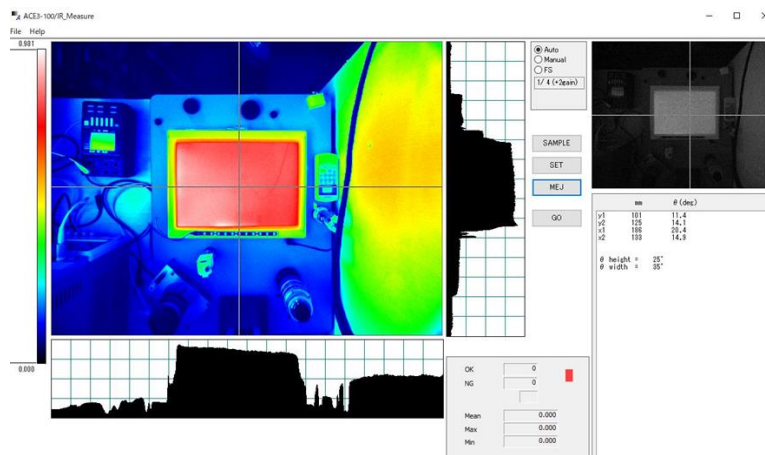 ACE3-100/IR_Measure
File Help
0.981
0.000
Auto
Manual
FS
1/ 4 (+2gain)
SAMPLE
SET
MEJ
GO
mm θ(deg)
y1 101 11.4
y2 125 14.1
x1 186 20.4
x2 133 14.9
θ height = 25°
θ width = 35°
OK 0
NG 0
Mean 0.000
Max 0.000
Min 0.000